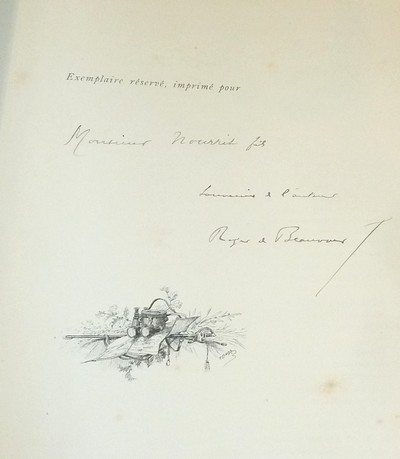 Exemplaire réservé, imprimé pour
Monsieur Nourrit fils
Souvenir de l'auteur
Roger de Beauvoir